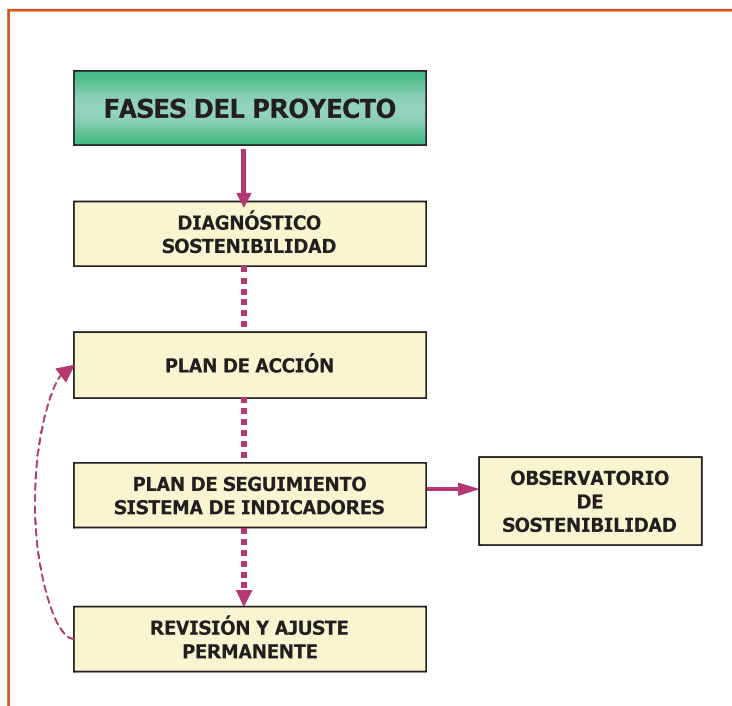 FASES DEL PROYECTO
DIAGNÓSTICO
SOSTENIBILIDAD
PLAN DE ACCIÓN
PLAN DE SEGUIMIENTO
SISTEMA DE INDICADORES
OBSERVATORIO
DE
SOSTENIBILIDAD
REVISIÓN Y AJUSTE
PERMANENTE